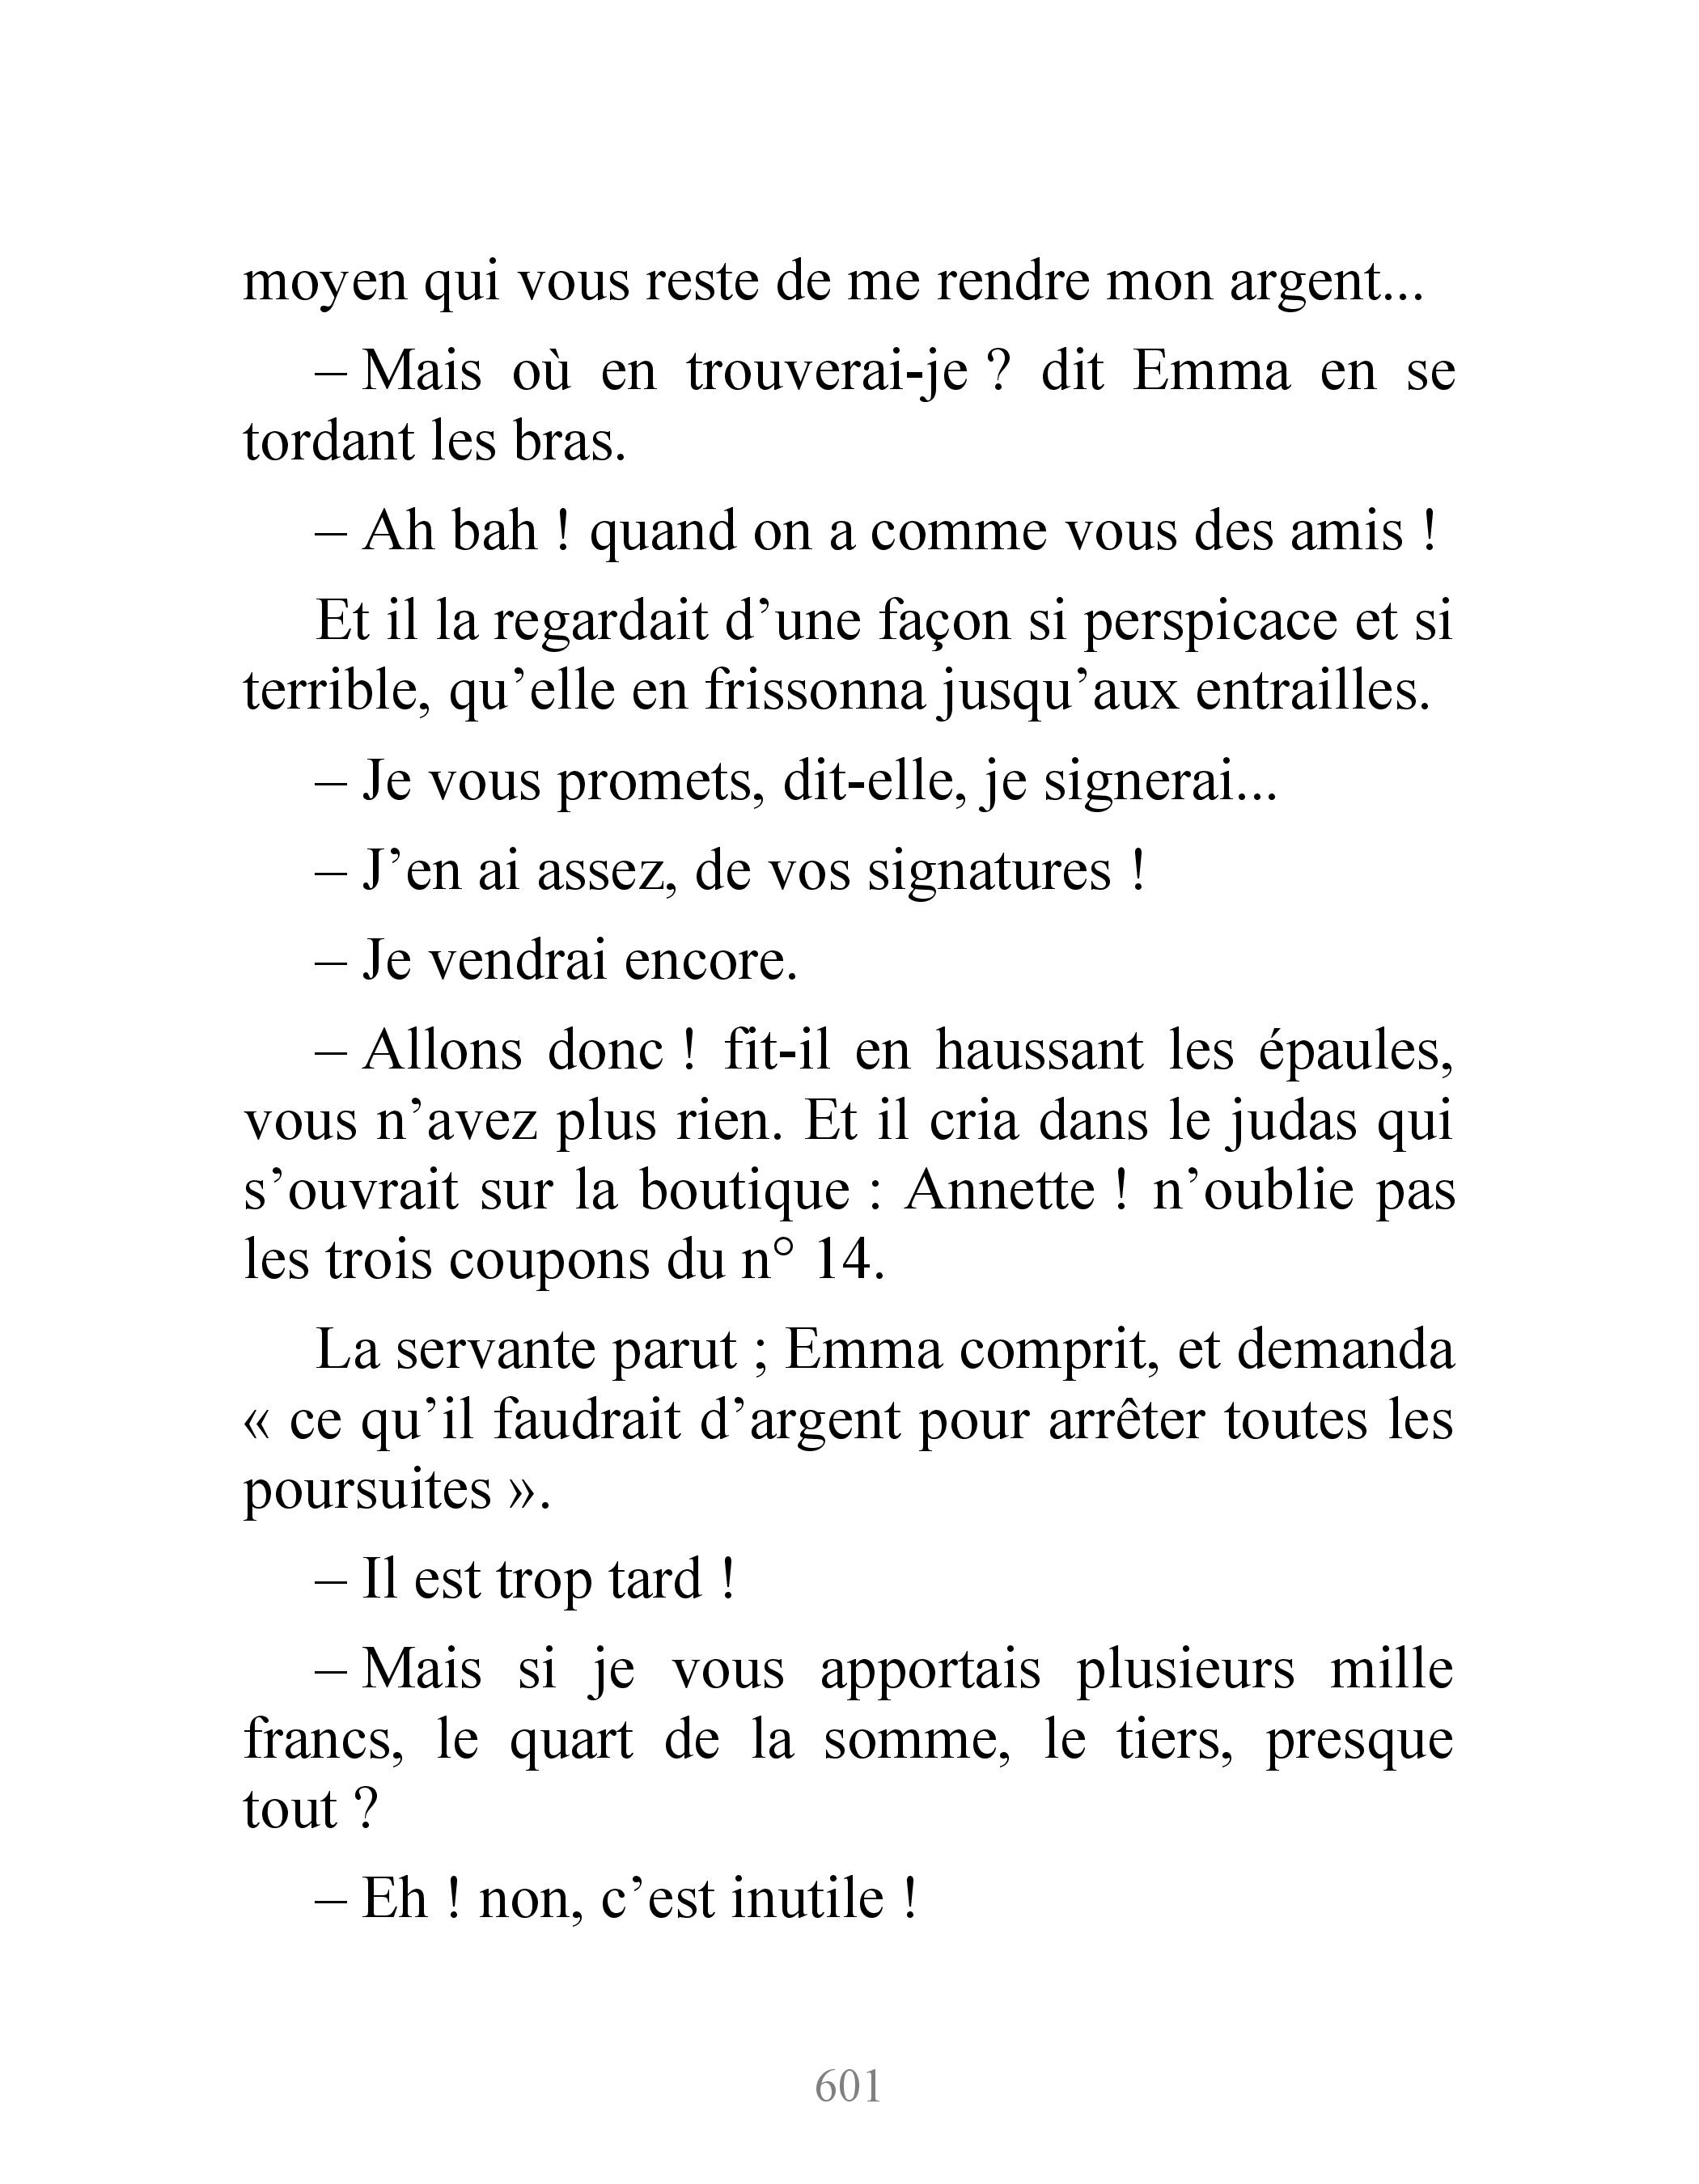 moyen qui vous reste de me rendre mon argent...
– Mais où en trouverai-je ? dit Emma en se
tordant les bras.
– Ah bah ! quand on a comme vous des amis !
Et il la regardait d’une façon si perspicace et si
terrible, qu’elle en frissonna jusqu’aux entrailles.
– Je vous promets, dit-elle, je signerai...
– J’en ai assez, de vos signatures !
– Je vendrai encore.
– Allons donc ! fit-il en haussant les épaules,
vous n’avez plus rien. Et il cria dans le judas qui
s’ouvrait sur la boutique : Annette ! n’oublie pas
les trois coupons du n° 14.
La servante parut ; Emma comprit, et demanda
« ce qu’il faudrait d’argent pour arrêter toutes les
poursuites ».
– Il est trop tard !
– Mais si je vous apportais plusieurs mille
francs, le quart de la somme, le tiers, presque
tout ?
– Eh ! non, c’est inutile !
601